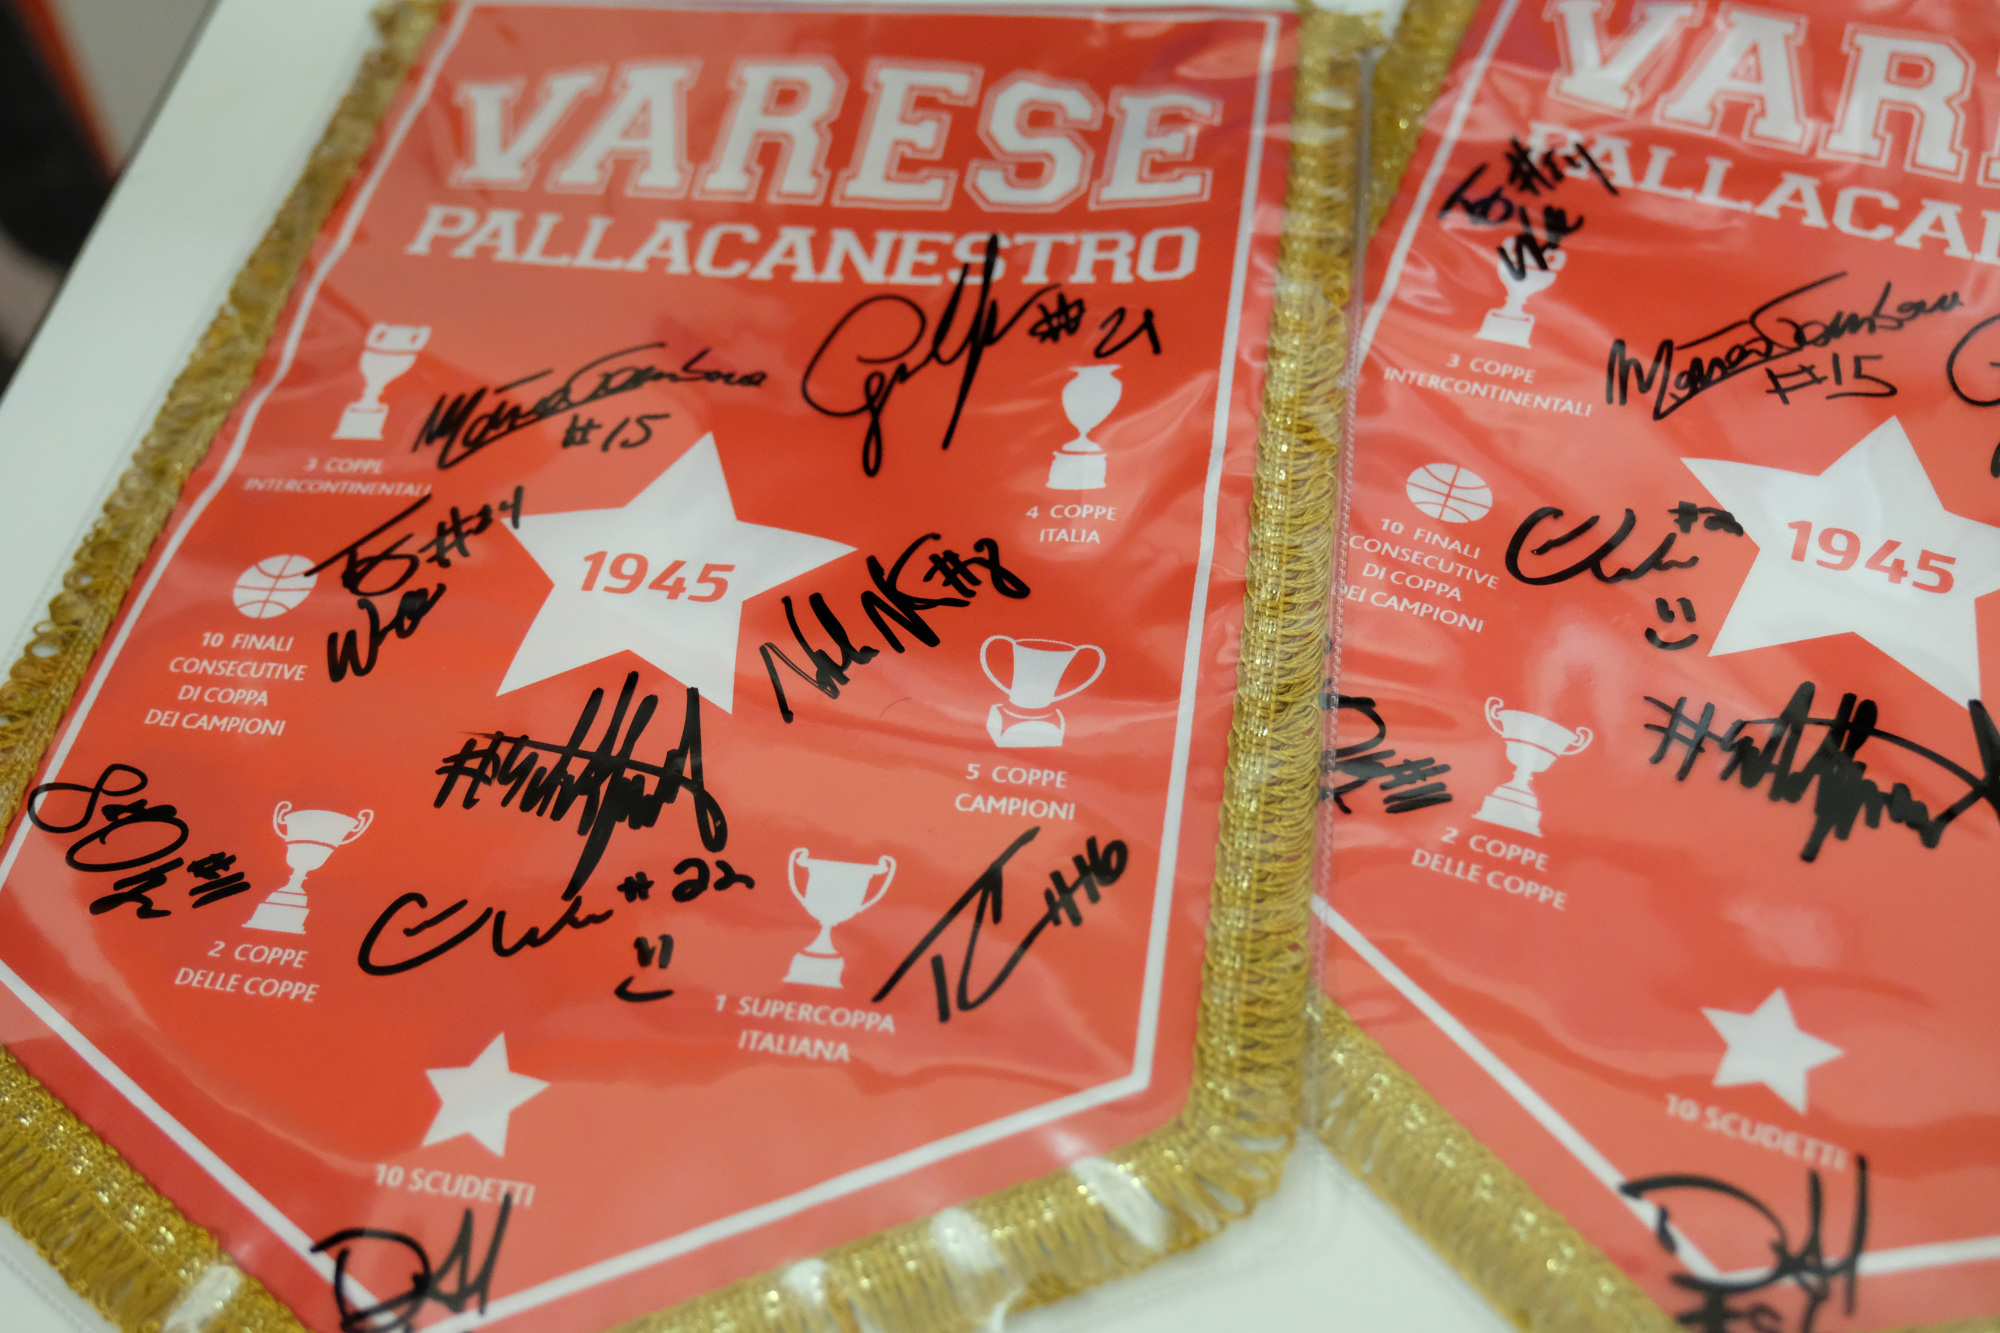 VARESE
PALLACANESTRO
#21
#15
3 COPPE
INTERCONTINENTALI
4 COPPE
ITALIA
#24
1945
#8
10 FINALI
CONSECUTIVE
DI COPPA
DEI CAMPIONI
5 COPPE
CAMPIONI
#11
2 COPPE
DELLE COPPE
#22
#16
1 SUPERCOPPA
ITALIANA
10 SCUDETTI
VAR
PALLACA
3 COPPE
INTERCONTINENTALI
#15
10 FINALI
CONSECUTIVE
DI COPPA
DEI CAMPIONI
1945
#11
2 COPPE
DELLE COPPE
10 SCUDETTI